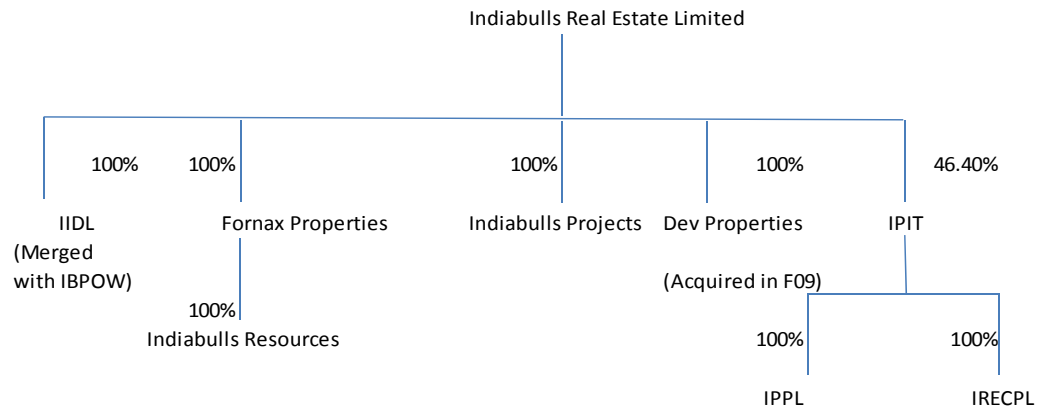 Indiabulls Real Estate Limited
100%
100%
100%
100%
46.40%
IIDL
Fornax Properties
Indiabulls Projects
Dev Properties
IPIT
(Merged
with IBPOW)
(Acquired in F09)
100%
Indiabulls Resources
100%
100%
IPPL
IRECPL